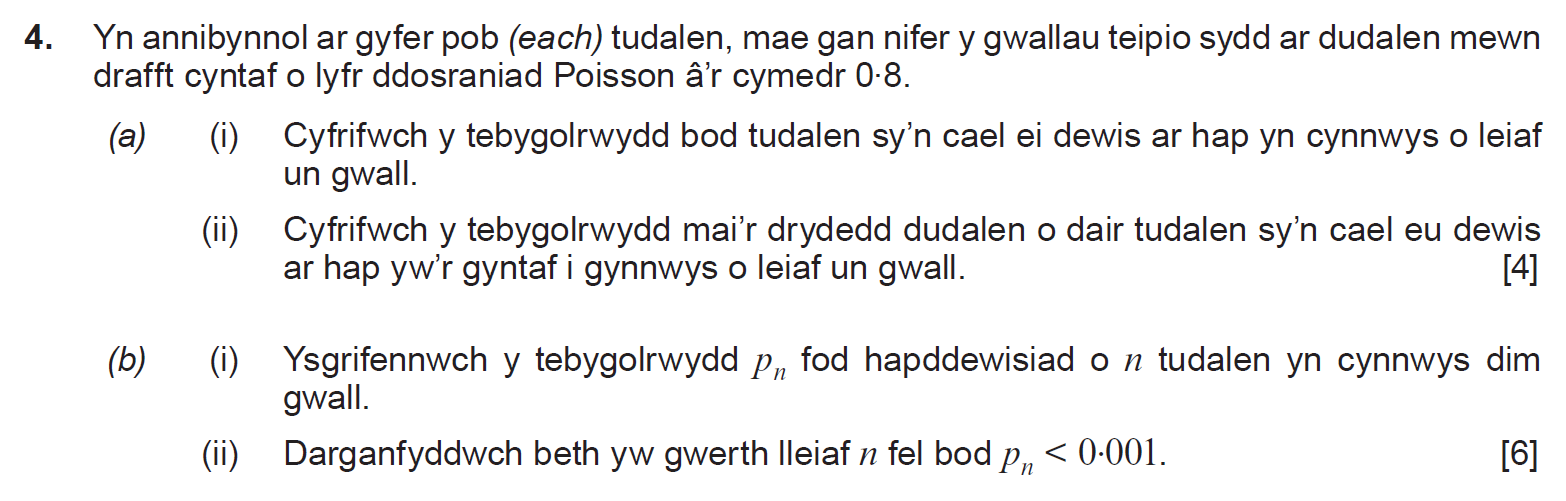 4. Yn annibynnol ar gyfer pob (each) tudalen, mae gan nifer y gwallau teipio sydd ar dudalen mewn
drafft cyntaf o lyfr ddosraniad Poisson â'r cymedr 0·8.
(a) (i) Cyfrifwch y tebygolrwydd bod tudalen sy'n cael ei dewis ar hap yn cynnwys o leiaf
un gwall.
(ii) Cyfrifwch y tebygolrwydd mai'r drydedd dudalen o dair tudalen sy'n cael eu dewis
ar hap yw'r gyntaf i gynnwys o leiaf un gwall. [4]
(b) (i) Ysgrifennwch y tebygolrwydd pₙ fod hapddewisiad o n tudalen yn cynnwys dim
gwall.
(ii) Darganfyddwch beth yw gwerth lleiaf n fel bod pₙ < 0·001. [6]